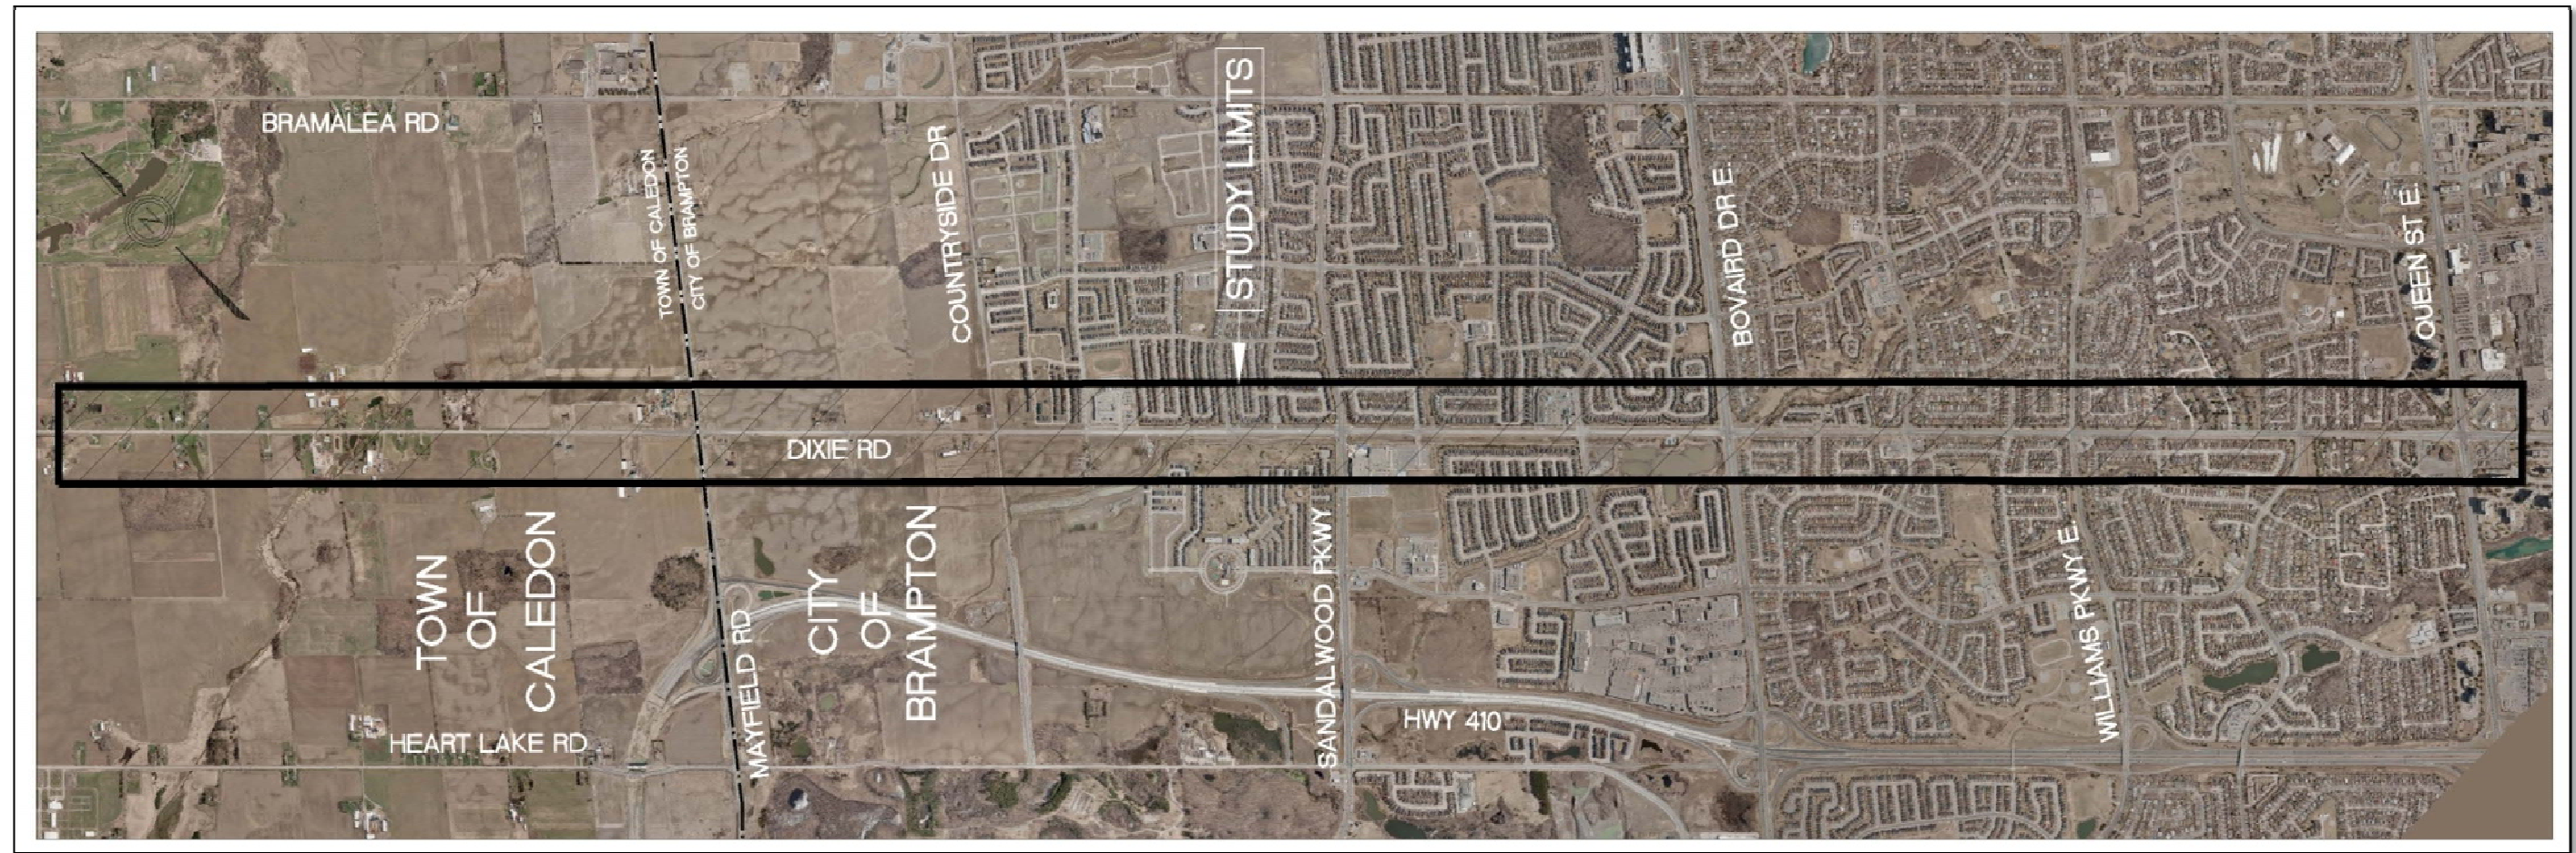 BRAMALEA RD
TOWN OF CALEDON
CITY OF BRAMPTON
COUNTRYSIDE DR
STUDY LIMITS
BOVAIRD DR E.
QUEEN ST E.
DIXIE RD
TOWN
OF
CALEDON
CITY
OF
BRAMPTON
MAYFIELD RD
SANDALWOOD PKWY
WILLIAMS PKWY E.
HWY 410
HEART LAKE RD
N